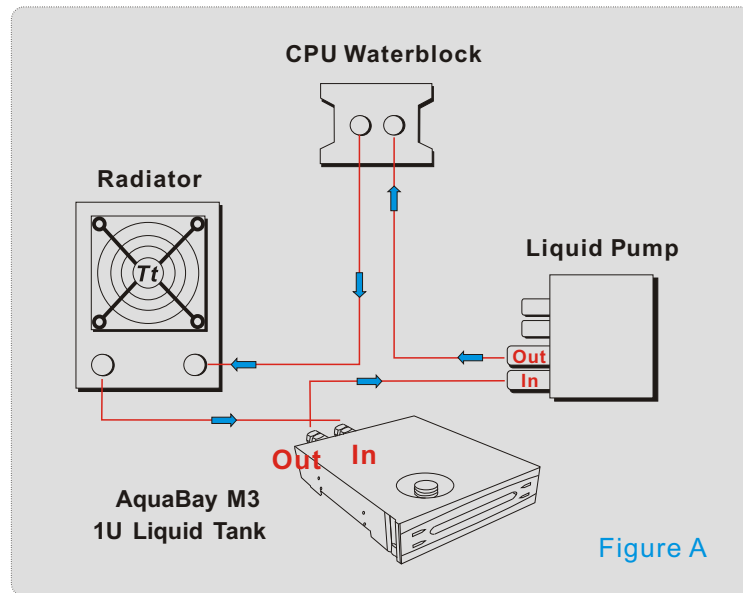 CPU Waterblock
Radiator
Tt
Liquid Pump
Out
In
Out In
AquaBay M3
1U Liquid Tank
Figure A